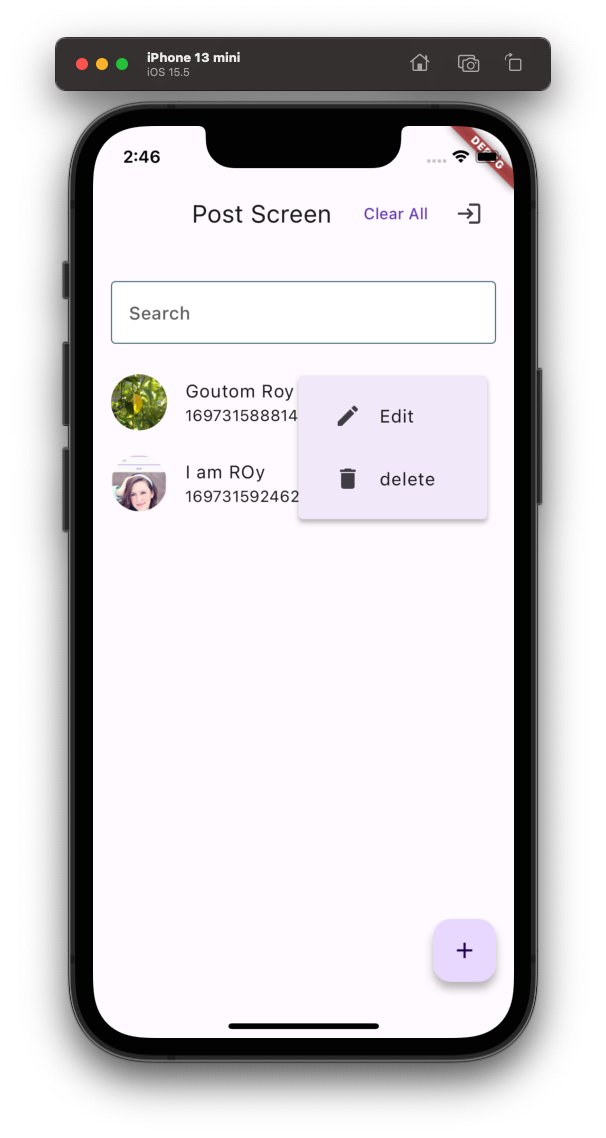 iPhone 13 mini
iOS 15.5
2:46
DEBUG
Post Screen
Clear All
Search
Goutom Roy
169731588814
Edit
I am ROy
169731592462
delete